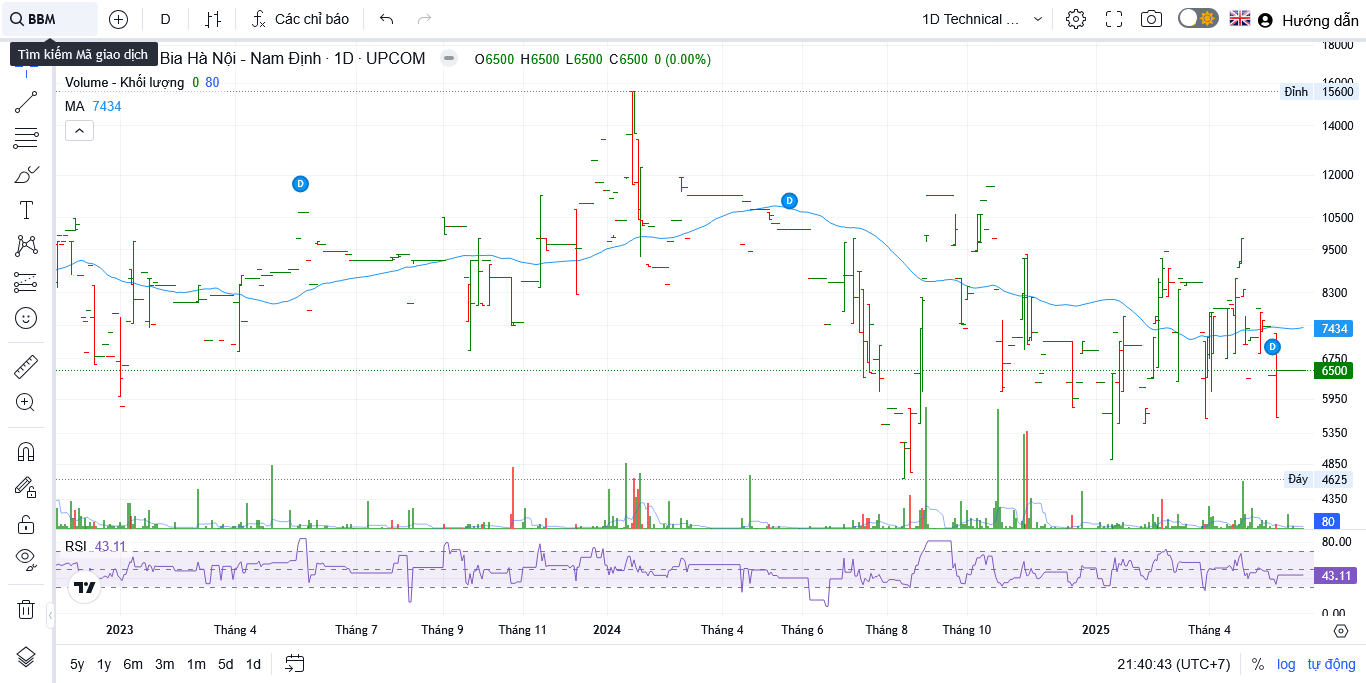 BBM D Các chỉ báo 1D Technical ... Hướng dẫn
Tìm kiếm Mã giao dịch
Bia Hà Nội - Nam Định · 1D · UPCOM O6500 H6500 L6500 C6500 0 (0.00%)
Volume - Khối lượng 0 80
MA 7434
18000
16000
Đỉnh 15600
14000
12000
10500
9500
8300
7434
6750
6500
5950
5350
4850
Đáy 4625
4350
80
D
D
D
RSI 43.11
80.00
43.11
0.00
2023 Tháng 4 Tháng 7 Tháng 9 Tháng 11 2024 Tháng 4 Tháng 6 Tháng 8 Tháng 10 2025 Tháng 4
5y 1y 6m 3m 1m 5d 1d 21:40:43 (UTC+7) % log tự động